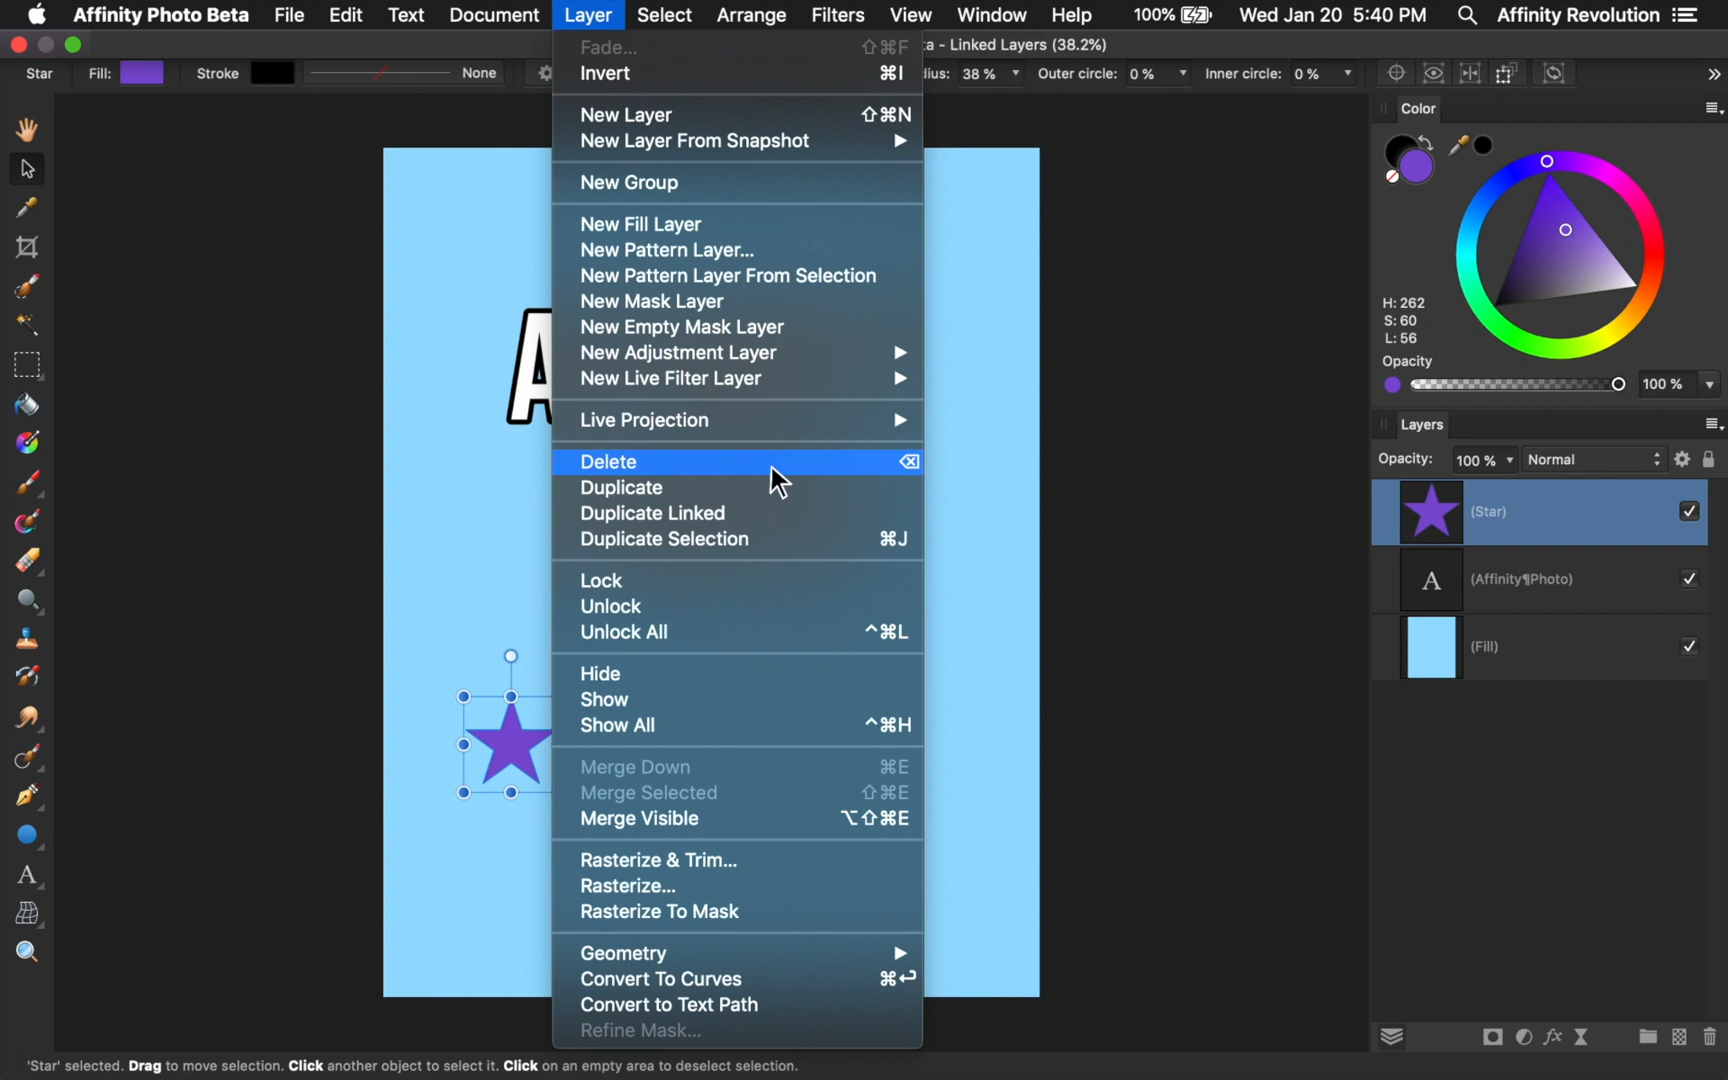 Affinity Photo Beta File Edit Text Document Layer Select Arrange Filters View Window Help 100% Wed Jan 20 5:40 PM Affinity Revolution
a - Linked Layers (38.2%)
Star Fill: Stroke None ius: 38 % Outer circle: 0 % Inner circle: 0 %
Fade... ⇧⌘F
Invert ⌘I
New Layer ⇧⌘N
New Layer From Snapshot
New Group
New Fill Layer
New Pattern Layer...
New Pattern Layer From Selection
New Mask Layer
New Empty Mask Layer
New Adjustment Layer
New Live Filter Layer
Live Projection
Delete ⌫
Duplicate
Duplicate Linked
Duplicate Selection ⌘J
Lock
Unlock
Unlock All ^⌘L
Hide
Show
Show All ^⌘H
Merge Down ⌘E
Merge Selected ⇧⌘E
Merge Visible ⌥⇧⌘E
Rasterize & Trim...
Rasterize...
Rasterize To Mask
Geometry
Convert To Curves ⌘↩
Convert to Text Path
Refine Mask...
A
Color
H: 262
S: 60
L: 56
Opacity
100 %
Layers
Opacity: 100 % Normal
(Star)
A (Affinity¶Photo)
(Fill)
fx
A
'Star' selected. Drag to move selection. Click another object to select it. Click on an empty area to deselect selection.